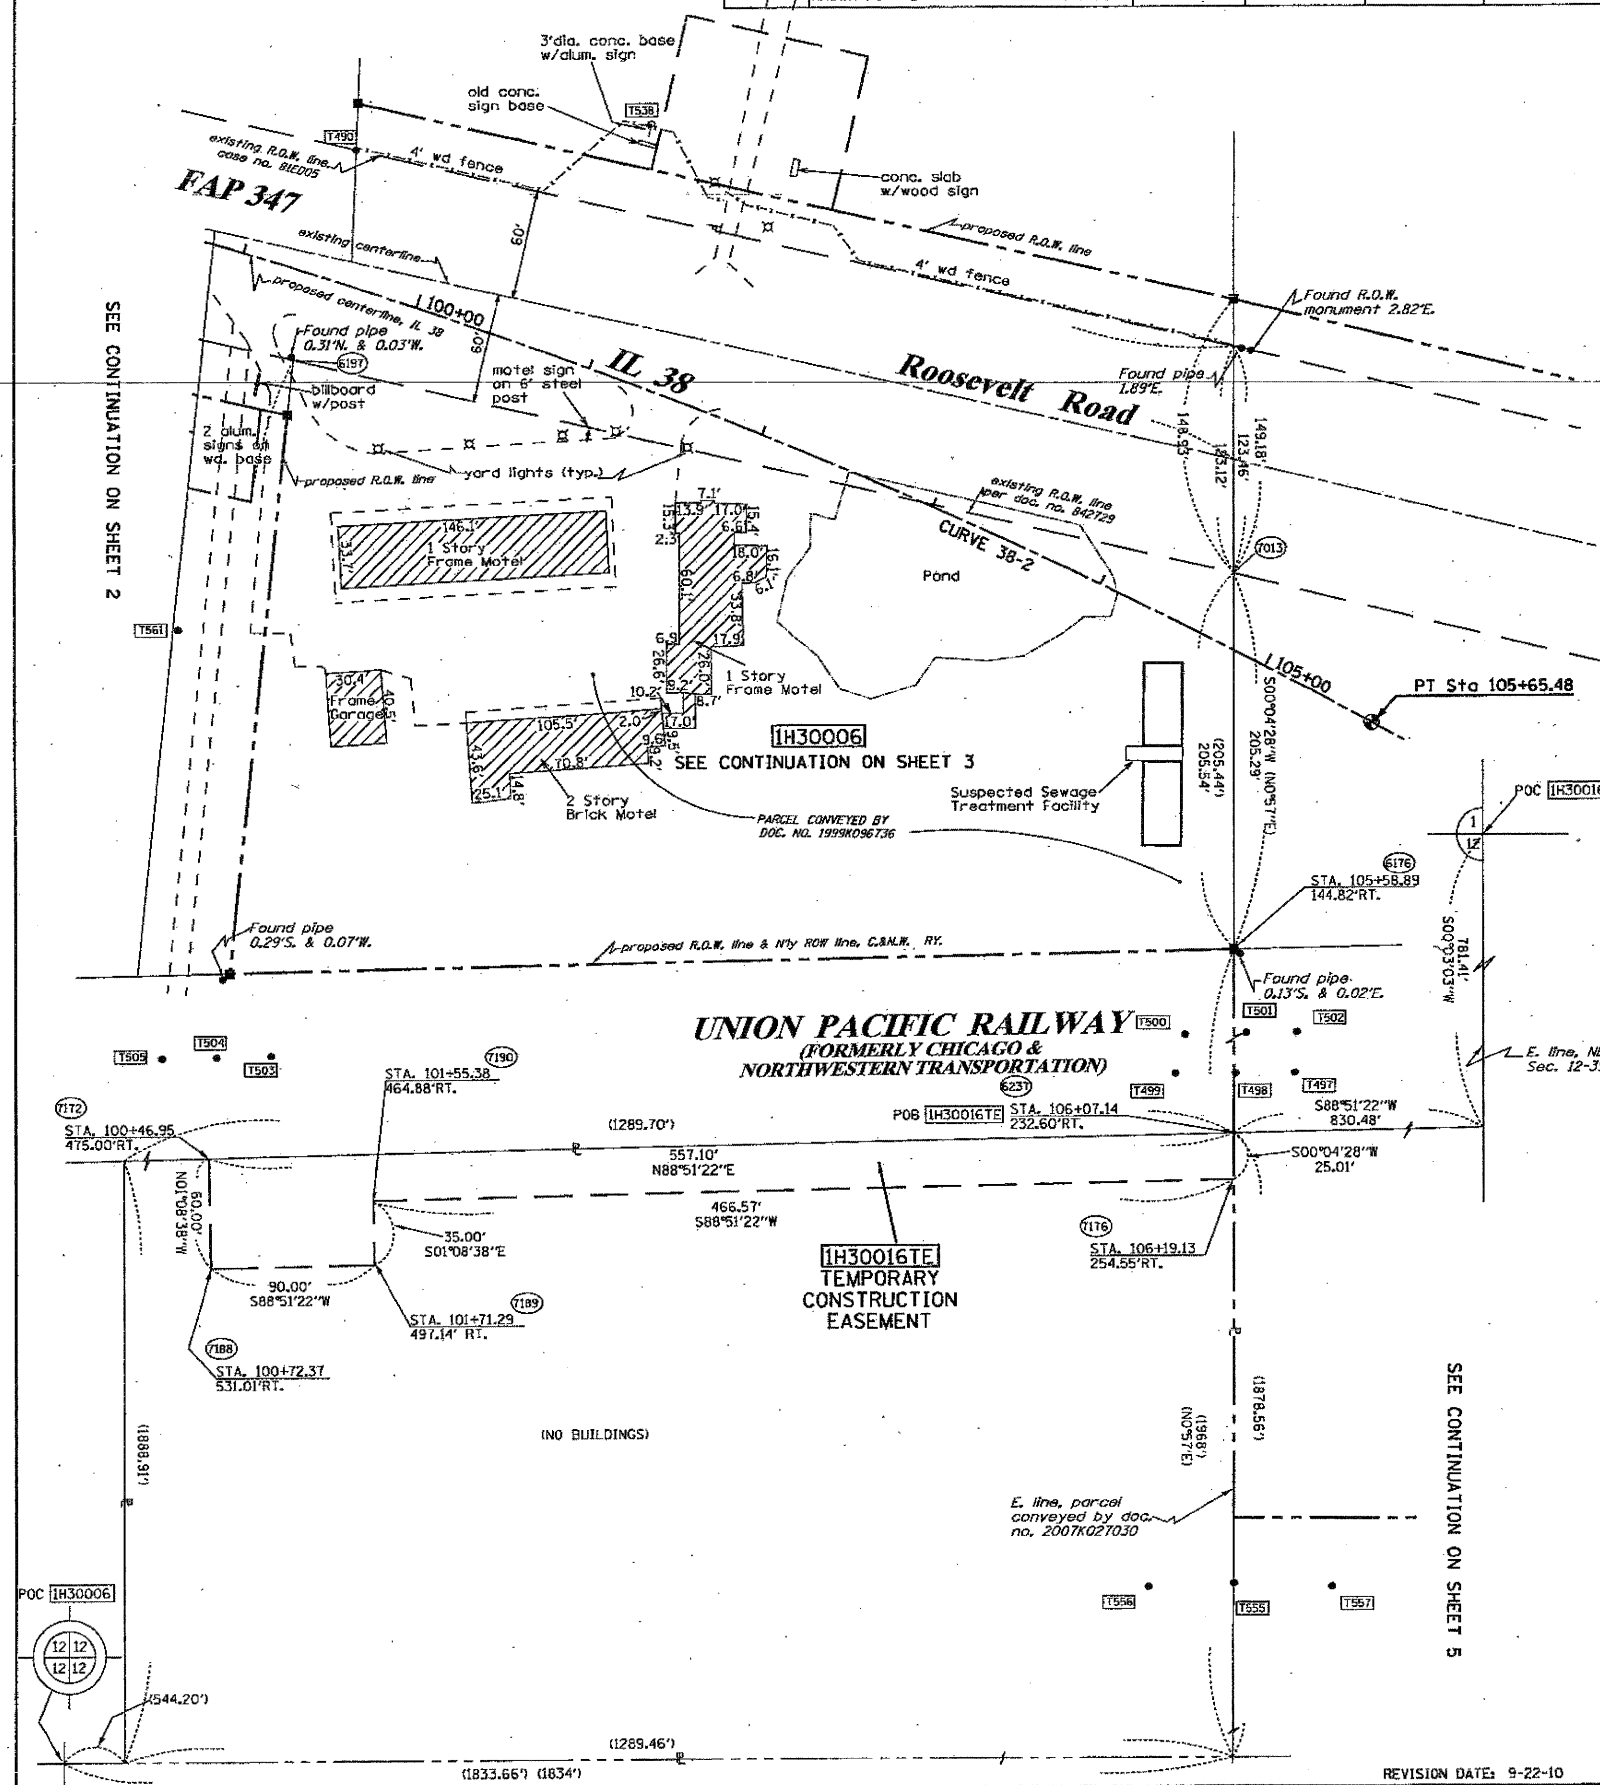 3'dia. conc. base
w/alum. sign
old conc.
sign base
T538
T490
existing R.O.W. line
case no. 81ED05
4' wd fence
conc. slab
w/wood sign
FAP 347
60'
proposed R.O.W. line
existing centerline
4' wd fence
proposed centerline, IL 38
100+00
60'
Found R.O.W.
monument 2.82'E.
Found pipe
0.31'N. & 0.03'W.
6197
IL 38
Roosevelt Road
Found pipe
1.89'E.
motel sign
on 6' steel
post
billboard
w/post
SEE CONTINUATION ON SHEET 2
2 alum.
signs on
wd. base
proposed R.O.W. line
yard lights (typ.)
148.93'
149.18'
123.46'
183.12'
existing R.O.W. line
per doc. no. 842729
CURVE 38-2
7013
146.1'
33.7'
1 Story
Frame Motel
7.1'
13.9'
17.0'
15.3'
15.4'
2.3'
6.6'
18.0'
16.1'
6.8'
6.1'
60.1'
33.8'
Pond
T561
6.9
17.9'
26.6'
26.0'
1 Story
Frame Motel
9.2'
8.7'
10.2'
17.0'
2.0'
105.5'
9.5'
9.2'
30.4'
40.5'
Frame
Garage
43.6'
70.8'
25.1'
14.8'
2 Story
Brick Motel
1H30006
SEE CONTINUATION ON SHEET 3
Suspected Sewage
Treatment Facility
PARCEL CONVEYED BY
DOC. NO. 1999K096736
105+00
PT Sta 105+65.48
S00°04'28"W (N0°57'E)
205.29'
(205.44')
205.54'
POC 1H30016
1
12
6176
STA. 105+58.89
144.82'RT.
781.41'
S00°03'03"W
Found pipe
0.29'S. & 0.07'W.
proposed R.O.W. line & N'ly ROW line, C.&N.W. RY.
Found pipe
0.13'S. & 0.02'E.
UNION PACIFIC RAILWAY
(FORMERLY CHICAGO &
NORTHWESTERN TRANSPORTATION)
T500
T501
T502
T505
T504
T503
T499
T498
T497
E. line,
Sec.
7190
STA. 101+55.38
464.88'RT.
6237
POB 1H30016TE
STA. 106+07.14
232.60'RT.
S88°51'22"W
830.48'
7172
STA. 100+46.95
475.00'RT.
(1289.70')
557.10'
N88°51'22"E
S00°04'28"W
25.01'
60.00'
N01°08'38"W
466.57'
S88°51'22"W
35.00'
S01°08'38"E
7176
STA. 106+19.13
254.55'RT.
90.00'
S88°51'22"W
7189
STA. 101+71.29
497.14' RT.
1H30016TE
TEMPORARY
CONSTRUCTION
EASEMENT
7188
STA. 100+72.37
531.01'RT.
(1888.91')
(NO BUILDINGS)
(1878.56')
(1968')
(N0°57'E)
SEE CONTINUATION ON SHEET 5
E. line, parcel
conveyed by doc.
no. 2007K027030
T556
T555
T557
POC 1H30006
12 12
12 12
(544.20')
(1289.46')
(1833.66') (1834')
REVISION DATE: 9-22-10